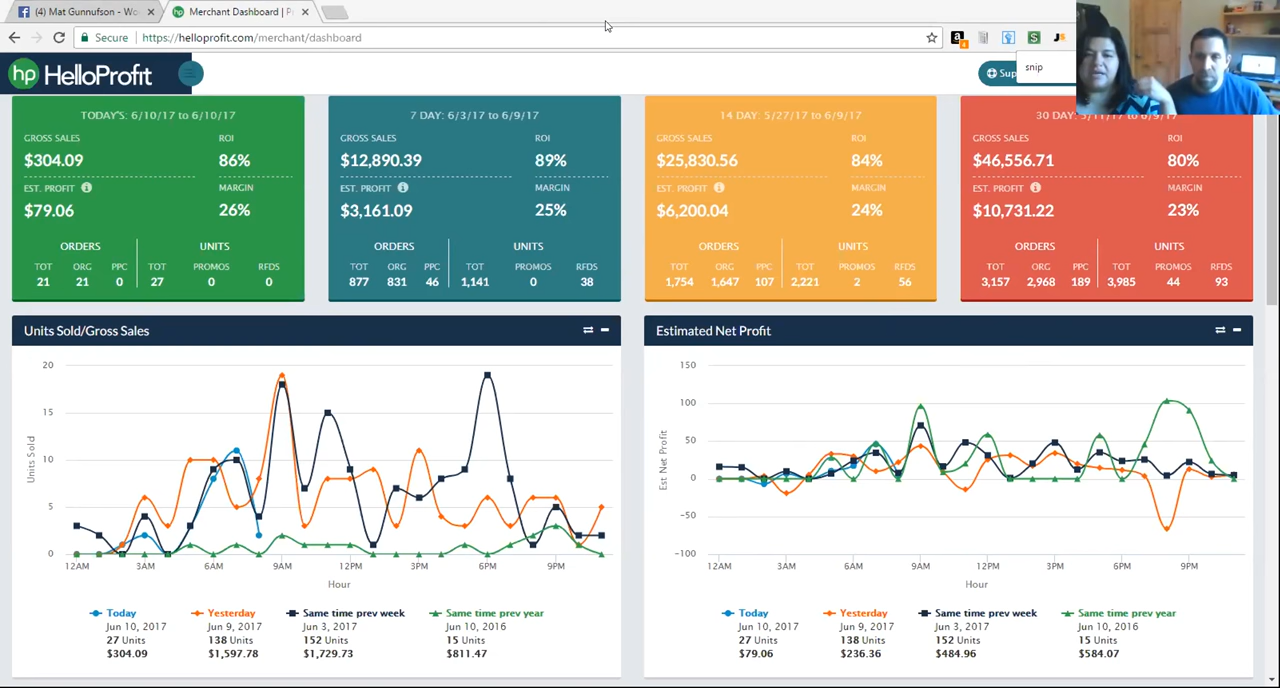 (4) Mat Gunnufson - Wo
Merchant Dashboard | P
Secure
https://helloprofit.com/merchant/dashboard
snip
hp HelloProfit
Sup
TODAY'S: 6/10/17 to 6/10/17
GROSS SALES ROI
$304.09 86%
EST. PROFIT MARGIN
$79.06 26%
ORDERS UNITS
TOT ORG PPC TOT PROMOS RFDS
21 21 0 27 0 0
7 DAY: 6/3/17 to 6/9/17
GROSS SALES ROI
$12,890.39 89%
EST. PROFIT MARGIN
$3,161.09 25%
ORDERS UNITS
TOT ORG PPC TOT PROMOS RFDS
877 831 46 1,141 0 38
14 DAY: 5/27/17 to 6/9/17
GROSS SALES ROI
$25,830.56 84%
EST. PROFIT MARGIN
$6,200.04 24%
ORDERS UNITS
TOT ORG PPC TOT PROMOS RFDS
1,754 1,647 107 2,221 2 56
30 DAY: 5/11/17 to 6/9/17
GROSS SALES ROI
$46,556.71 80%
EST. PROFIT MARGIN
$10,731.22 23%
ORDERS UNITS
TOT ORG PPC TOT PROMOS RFDS
3,157 2,968 189 3,985 44 93
Units Sold/Gross Sales
20
15
10
5
0
Units Sold
12AM 3AM 6AM 9AM 12PM 3PM 6PM 9PM
Hour
Today Yesterday Same time prev week Same time prev year
Jun 10, 2017 Jun 9, 2017 Jun 3, 2017 Jun 10, 2016
27 Units 138 Units 152 Units 15 Units
$304.09 $1,597.78 $1,729.73 $811.47
Estimated Net Profit
150
100
50
0
-50
-100
Est Net Profit
12AM 3AM 6AM 9AM 12PM 3PM 6PM 9PM
Hour
Today Yesterday Same time prev week Same time prev year
Jun 10, 2017 Jun 9, 2017 Jun 3, 2017 Jun 10, 2016
27 Units 138 Units 152 Units 15 Units
$79.06 $236.36 $484.96 $584.07